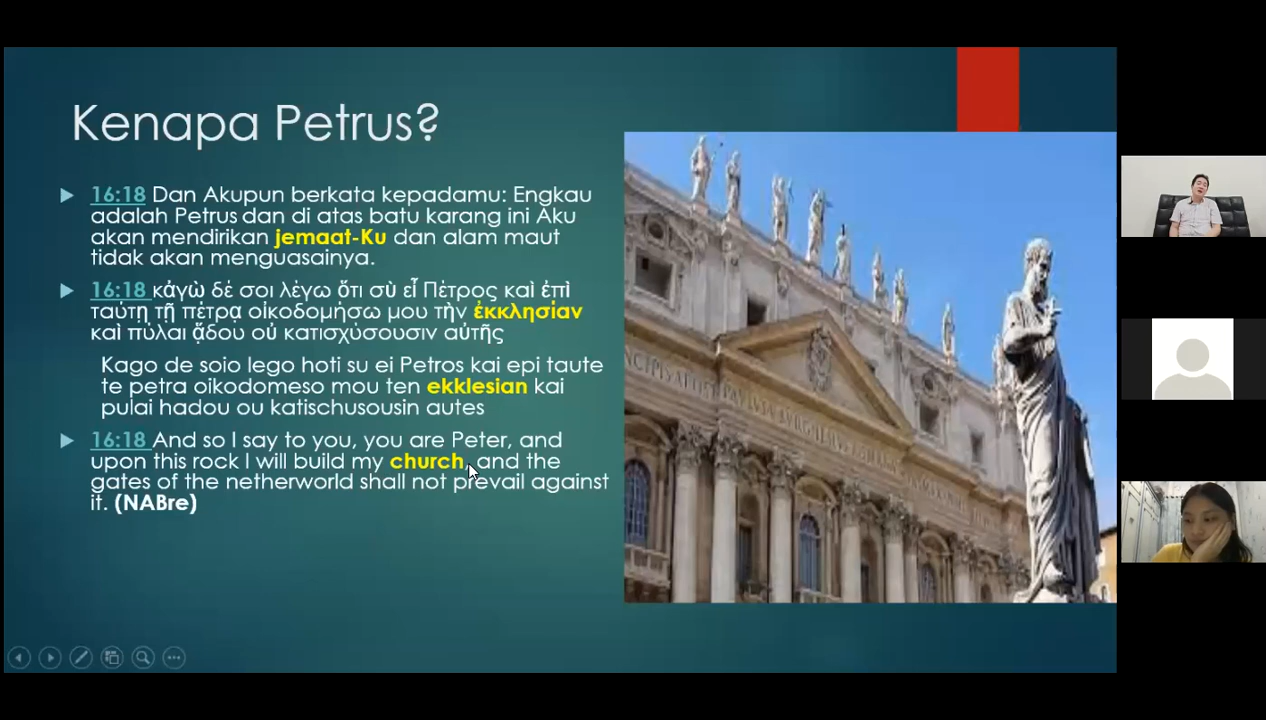 Kenapa Petrus?
16:18 Dan Akupun berkata kepadamu: Engkau
adalah Petrus dan di atas batu karang ini Aku
akan mendirikan jemaat-Ku dan alam maut
tidak akan menguasainya.
16:18 κἀγὼ δέ σοι λέγω ὅτι σὺ εἶ Πέτρος καὶ ἐπὶ
ταύτῃ τῇ πέτρᾳ οἰκοδομήσω μου τὴν ἐκκλησίαν
καὶ πύλαι ᾅδου οὐ κατισχύσουσιν αὐτῆς
Kago de soio lego hoti su ei Petros kai epi taute
te petra oikodomeso mou ten ekklesian kai
pulai hadou ou katischusousin autes
16:18 And so I say to you, you are Peter, and
upon this rock I will build my church, and the
gates of the netherworld shall not prevail against
it. (NABre)